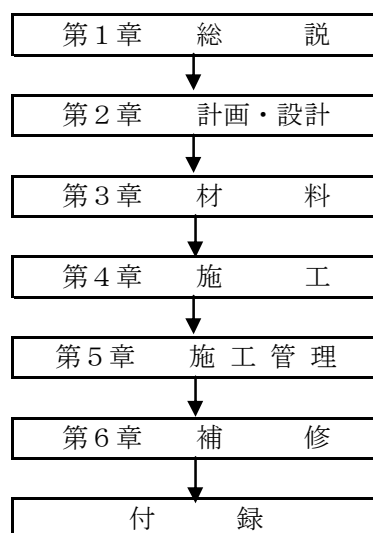 第１章　総　　説
第２章　計画・設計
第３章　材　　料
第４章　施　　工
第５章　施 工 管 理
第６章　補　　修
付　　録